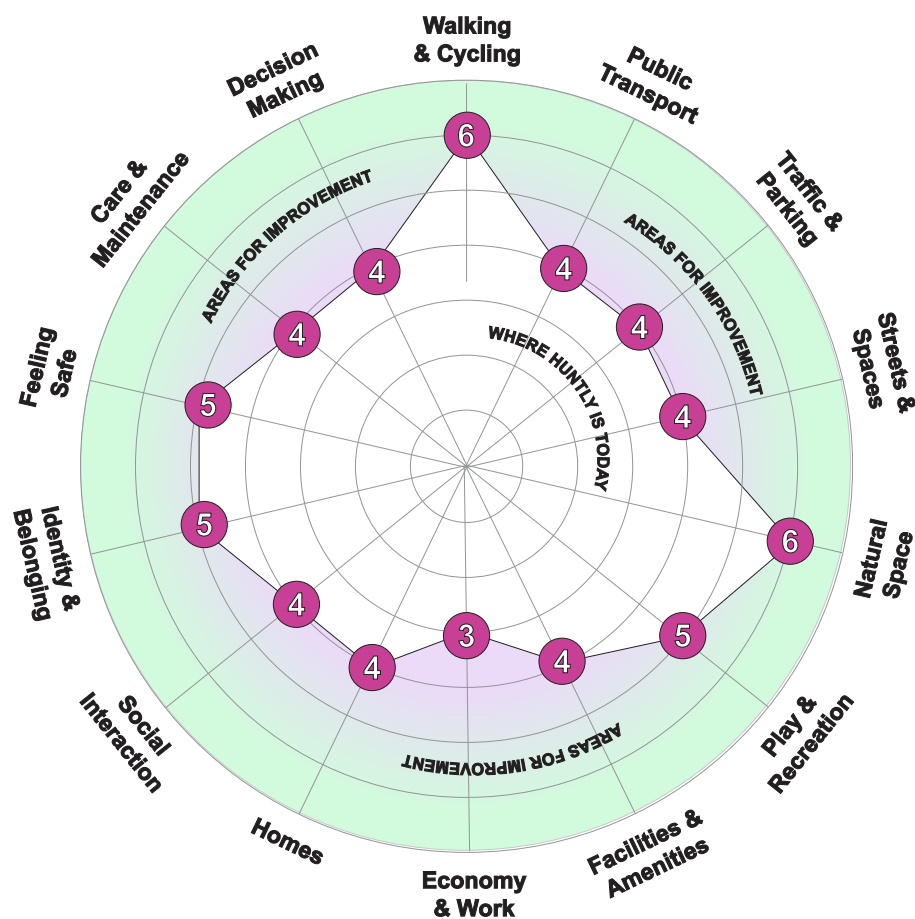 Walking
& Cycling
Public
Transport
Traffic &
Parking
Streets &
Spaces
Natural
Space
Play &
Recreation
Facilities &
Amenities
Economy
& Work
Homes
Social
Interaction
Identity &
Belonging
Feeling
Safe
Care &
Maintenance
Decision
Making
6
4
4
4
6
5
4
3
4
4
5
5
4
4
AREAS FOR IMPROVEMENT
AREAS FOR IMPROVEMENT
WHERE HUNTLY IS TODAY
AREAS FOR IMPROVEMENT